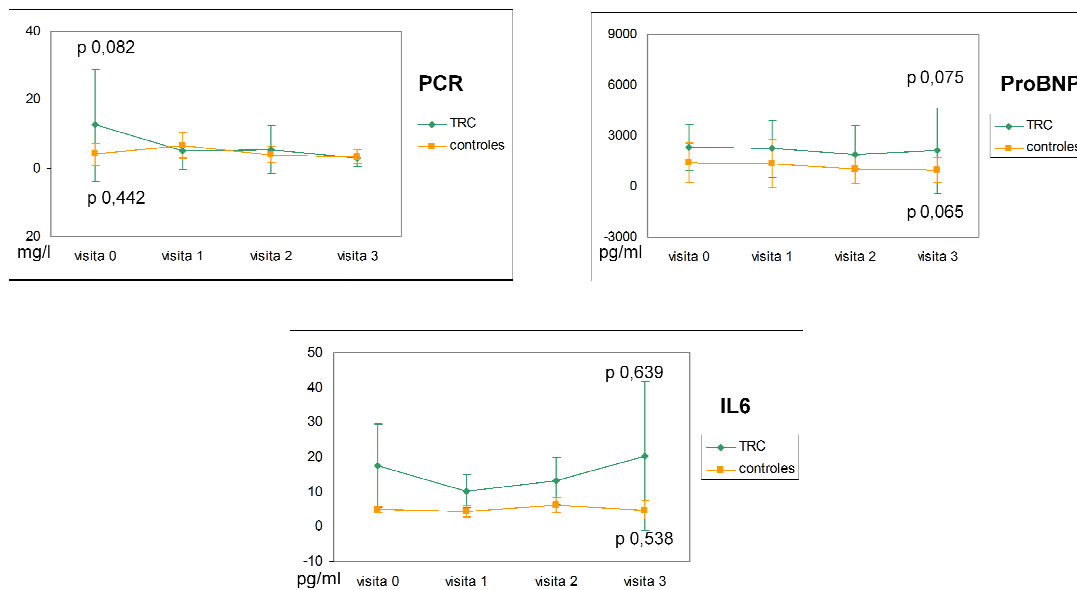 40
p 0,082
20
PCR
TRC
controles
0
p 0,442
20
mg/l
visita 0 visita 1 visita 2 visita 3
9000
6000
p 0,075
ProBNP
TRC
3000
controles
0
p 0,065
-3000
pg/ml
visita 0 visita 1 visita 2 visita 3
50
p 0,639
40
IL6
30
TRC
20
controles
10
0
p 0,538
-10
pg/ml
visita 0 visita 1 visita 2 visita 3